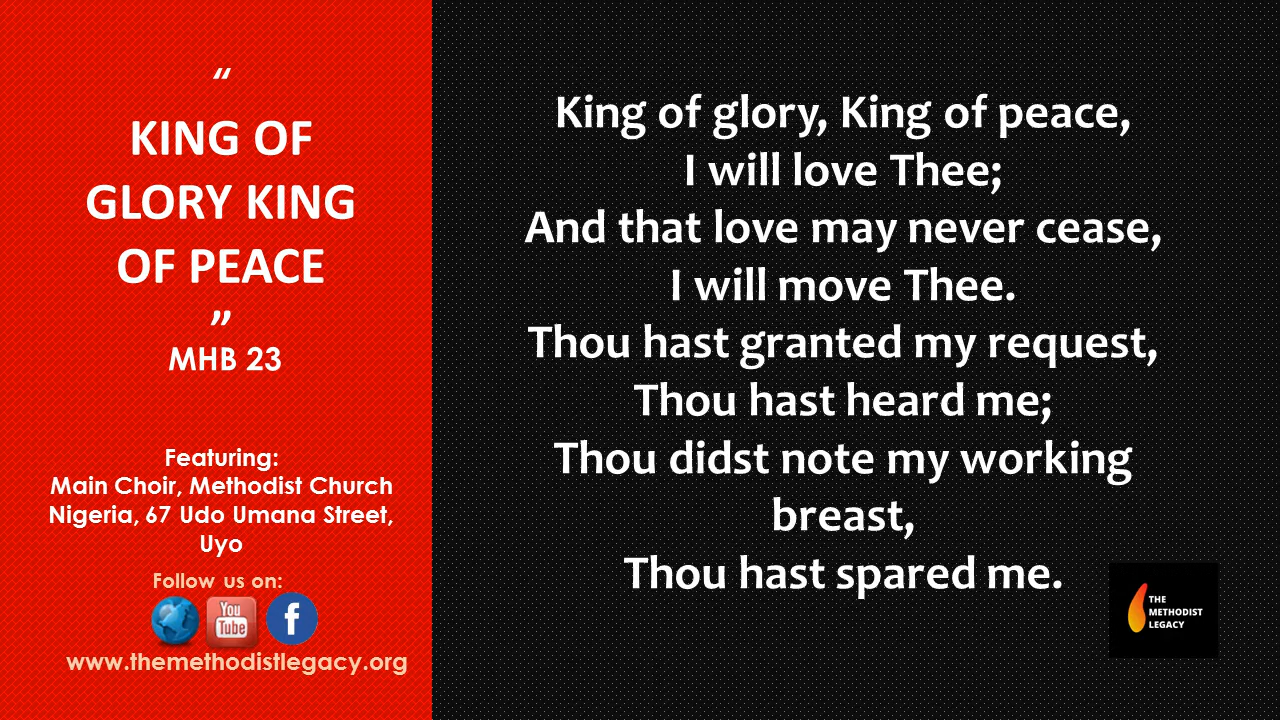 “
KING OF
GLORY KING
OF PEACE
”
MHB 23
Featuring:
Main Choir, Methodist Church
Nigeria, 67 Udo Umana Street,
Uyo
Follow us on:
You
Tube
f
www.themethodistlegacy.org
King of glory, King of peace,
I will love Thee;
And that love may never cease,
I will move Thee.
Thou hast granted my request,
Thou hast heard me;
Thou didst note my working
breast,
Thou hast spared me.
THE
METHODIST
LEGACY